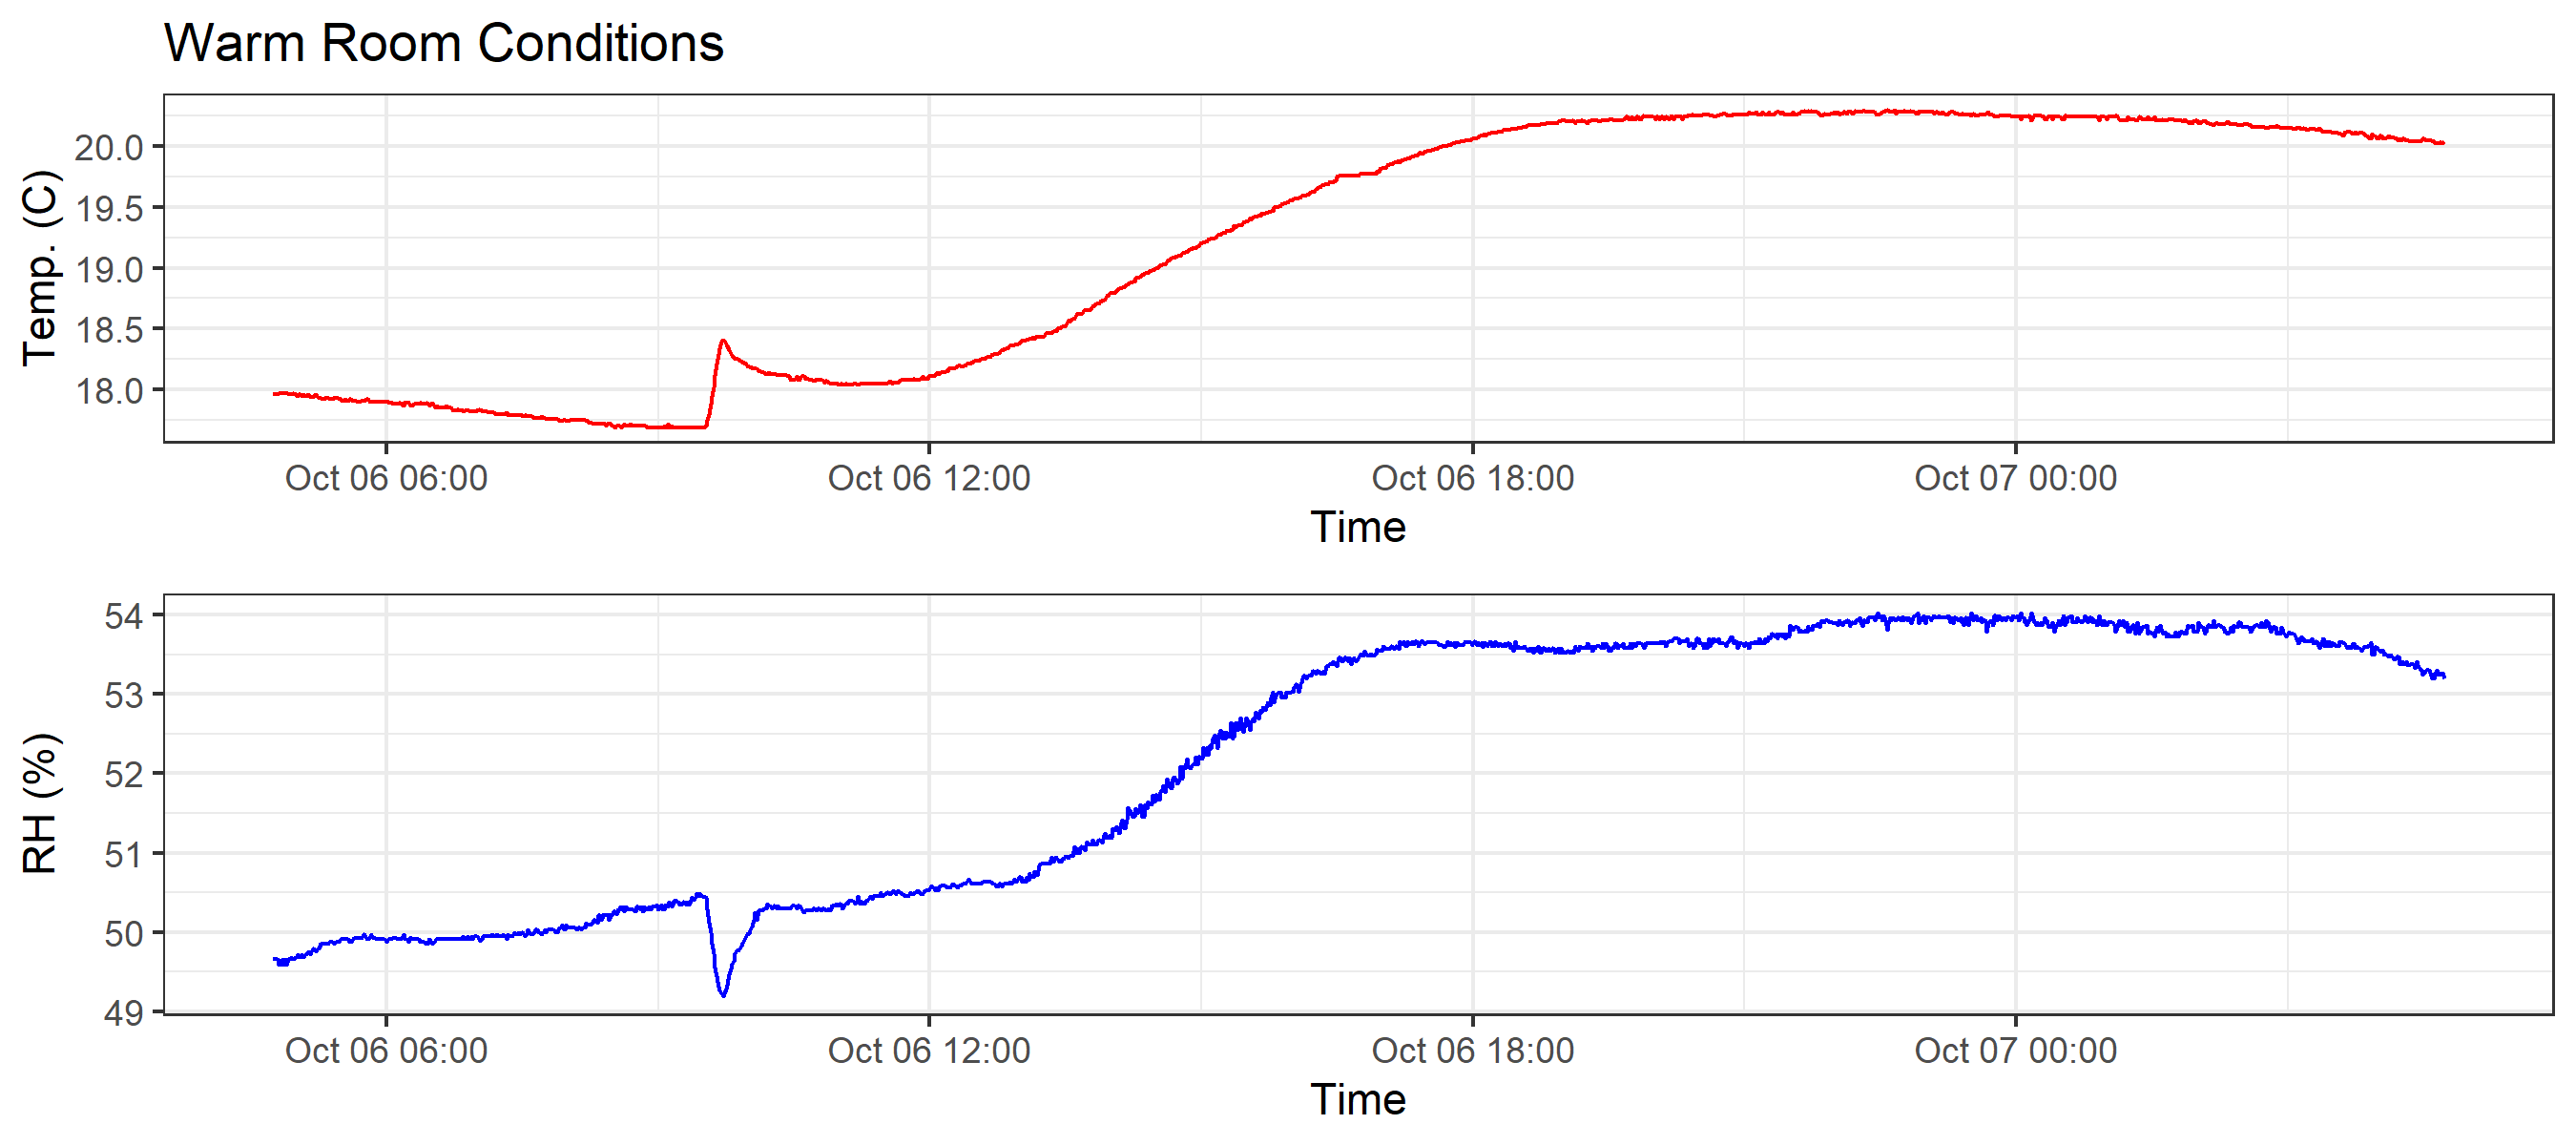 Warm Room Conditions
Temp. (C)
20.0
19.5
19.0
18.5
18.0
Oct 06 06:00 Oct 06 12:00 Oct 06 18:00 Oct 07 00:00
Time
RH (%)
54
53
52
51
50
49
Oct 06 06:00 Oct 06 12:00 Oct 06 18:00 Oct 07 00:00
Time